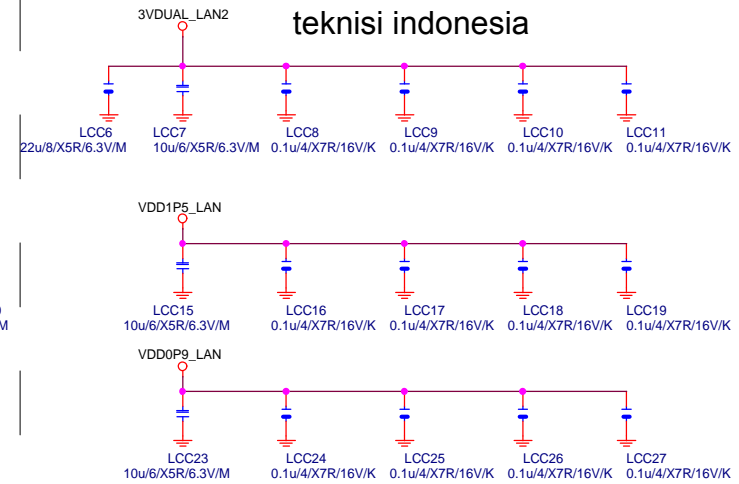 3VDUAL_LAN2
teknisi indonesia
LCC6 LCC7 LCC8 LCC9 LCC10 LCC11
22u/8/X5R/6.3V/M 10u/6/X5R/6.3V/M 0.1u/4/X7R/16V/K 0.1u/4/X7R/16V/K 0.1u/4/X7R/16V/K 0.1u/4/X7R/16V/K
VDD1P5_LAN
LCC15 LCC16 LCC17 LCC18 LCC19
M 10u/6/X5R/6.3V/M 0.1u/4/X7R/16V/K 0.1u/4/X7R/16V/K 0.1u/4/X7R/16V/K 0.1u/4/X7R/16V/K
VDD0P9_LAN
LCC23 LCC24 LCC25 LCC26 LCC27
10u/6/X5R/6.3V/M 0.1u/4/X7R/16V/K 0.1u/4/X7R/16V/K 0.1u/4/X7R/16V/K 0.1u/4/X7R/16V/K